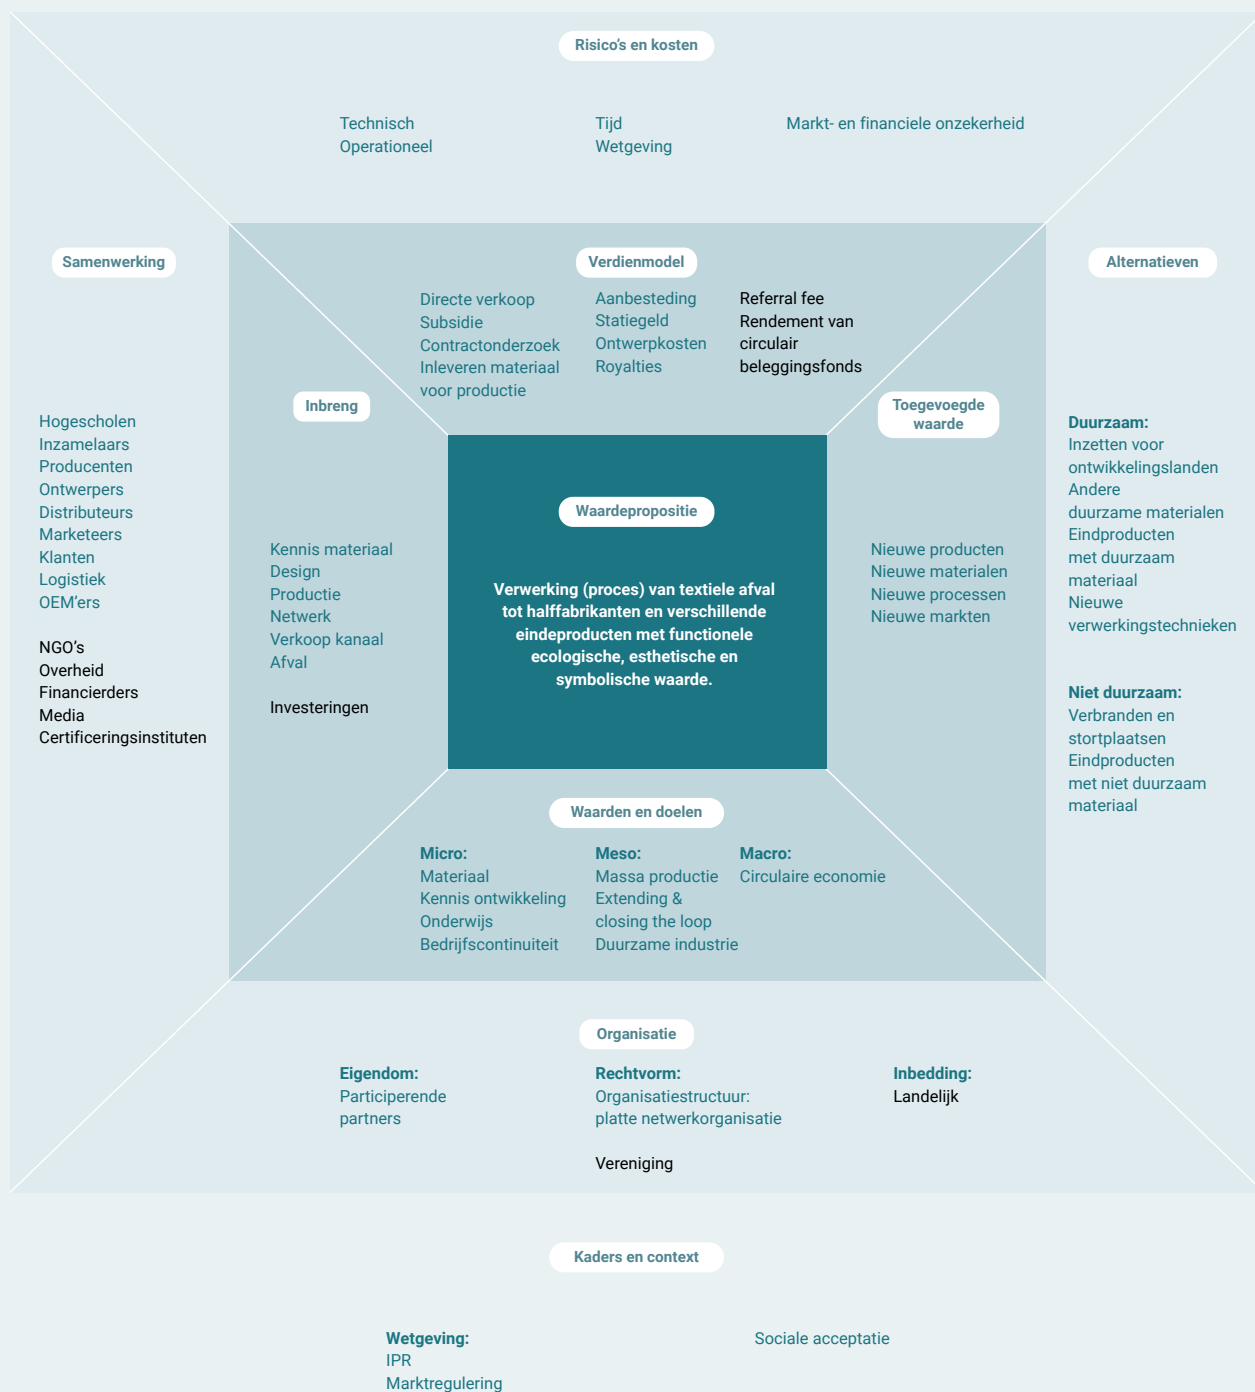 Risico's en kosten
Technisch
Operationeel
Tijd
Wetgeving
Markt- en financiele onzekerheid
Samenwerking
Hogescholen
Inzamelaars
Producenten
Ontwerpers
Distributeurs
Marketeers
Klanten
Logistiek
OEM'ers
NGO's
Overheid
Financierders
Media
Certificeringsinstituten
Inbreng
Kennis materiaal
Design
Productie
Netwerk
Verkoop kanaal
Afval
Investeringen
Verdienmodel
Directe verkoop
Subsidie
Contractonderzoek
Inleveren materiaal
voor productie
Aanbesteding
Statiegeld
Ontwerpkosten
Royalties
Referral fee
Rendement van
circulair
beleggingsfonds
Waardepropositie
Verwerking (proces) van textiele afval
tot halffabrikanten en verschillende
eindeproducten met functionele
ecologische, esthetische en
symbolische waarde.
Toegevoegde
waarde
Nieuwe producten
Nieuwe materialen
Nieuwe processen
Nieuwe markten
Alternatieven
Duurzaam:
Inzetten voor
ontwikkelingslanden
Andere
duurzame materialen
Eindproducten
met duurzaam
materiaal
Nieuwe
verwerkingstechnieken
Niet duurzaam:
Verbranden en
stortplaatsen
Eindproducten
met niet duurzaam
materiaal
Waarden en doelen
Micro:
Materiaal
Kennis ontwikkeling
Onderwijs
Bedrijfscontinuiteit
Meso:
Massa productie
Extending &
closing the loop
Duurzame industrie
Macro:
Circulaire economie
Organisatie
Eigendom:
Participerende
partners
Rechtvorm:
Organisatiestructuur:
platte netwerkorganisatie
Vereniging
Inbedding:
Landelijk
Kaders en context
Wetgeving:
IPR
Marktregulering
Sociale acceptatie